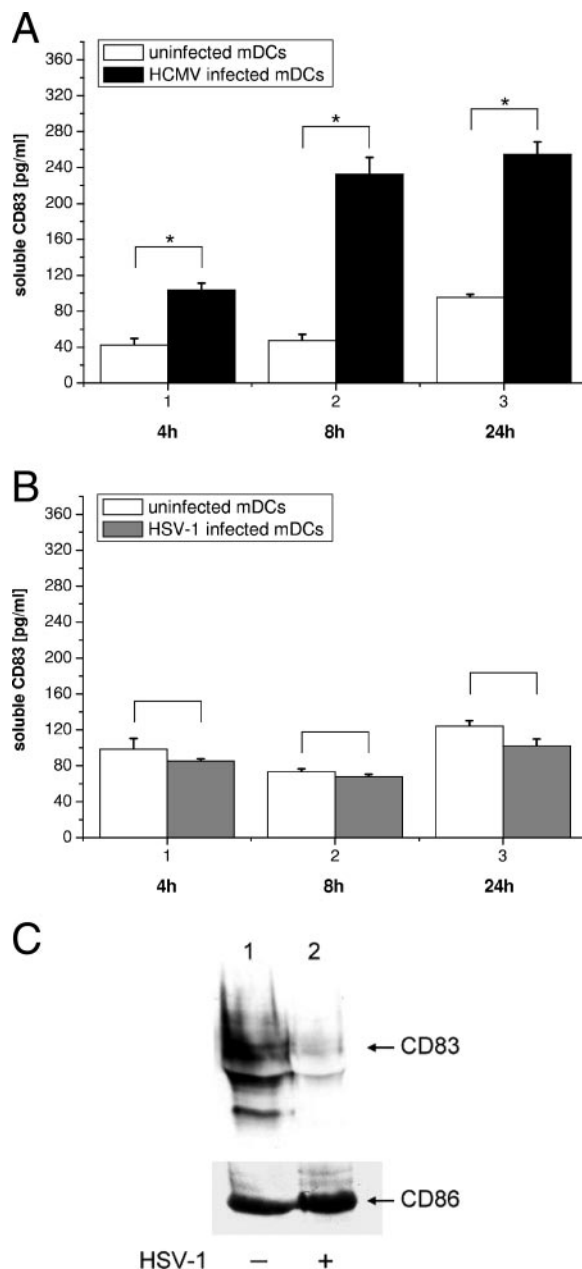 A
uninfected mDCs
HCMV infected mDCs
soluble CD83 [pg/ml]
360
320
280
240
200
160
120
80
40
0
*
*
*
1
2
3
4h
8h
24h
B
uninfected mDCs
HSV-1 infected mDCs
soluble CD83 [pg/ml]
360
320
280
240
200
160
120
80
40
0
1
2
3
4h
8h
24h
C
1 2
CD83
CD86
HSV-1 – +